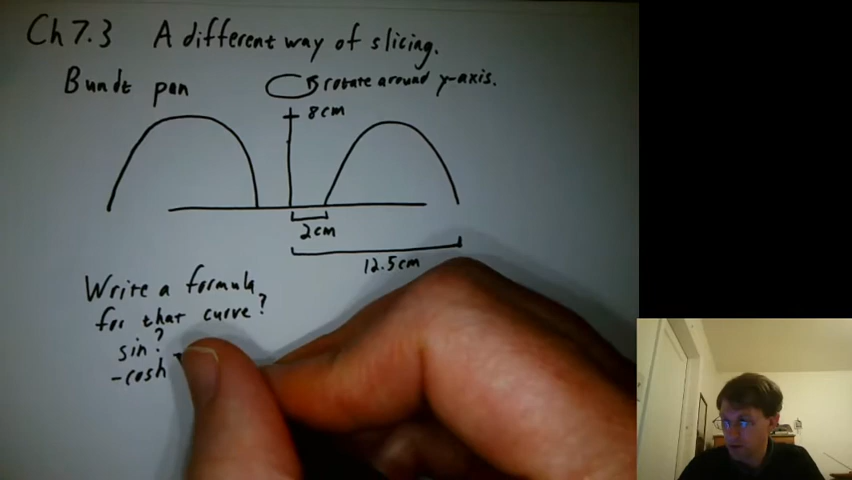 Ch 7.3 A different way of slicing.
Bundt pan rotate around y-axis.
8cm
2cm
12.5cm
Write a formula
for that curve?
sin?
-cosh